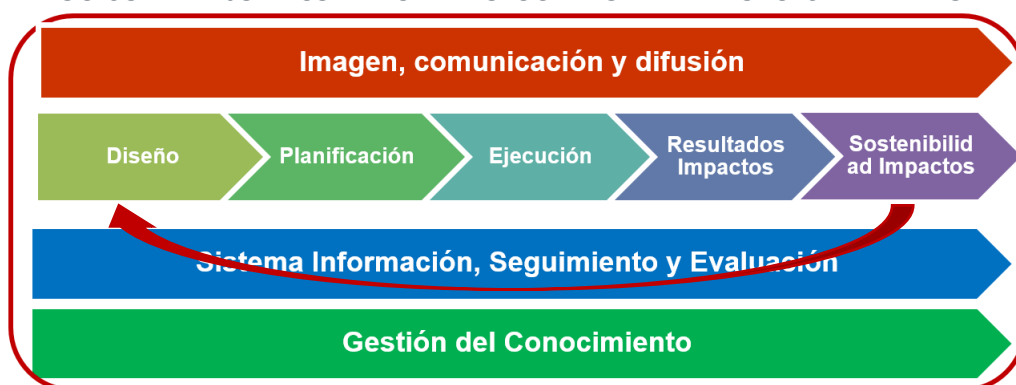 Imagen, comunicación y difusión
Diseño
Planificación
Ejecución
Resultados
Impactos
Sostenibilid
ad Impactos
Sistema Información, Seguimiento y Evaluación
Gestión del Conocimiento